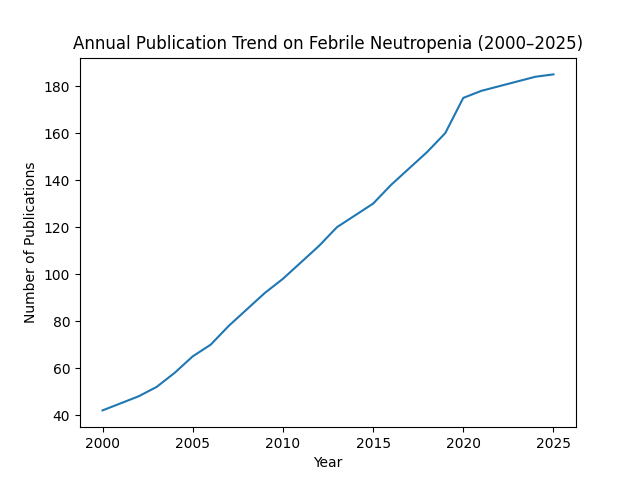 Annual Publication Trend on Febrile Neutropenia (2000–2025)
Number of Publications
180
160
140
120
100
80
60
40
2000 2005 2010 2015 2020 2025
Year